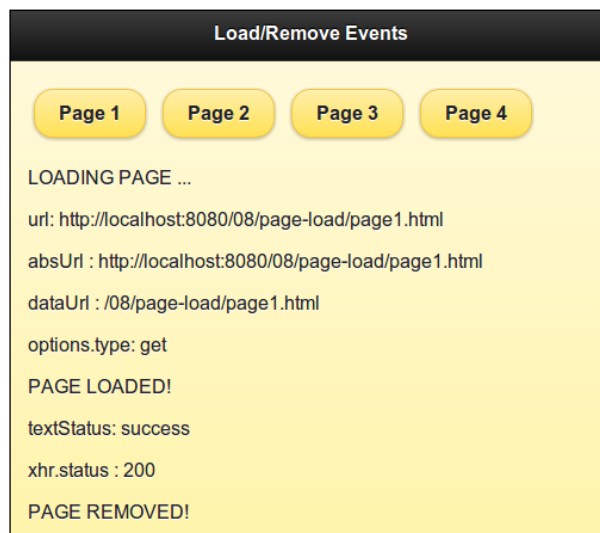 Load/Remove Events
Page 1 Page 2 Page 3 Page 4
LOADING PAGE ...
url: http://localhost:8080/08/page-load/page1.html
absUrl : http://localhost:8080/08/page-load/page1.html
dataUrl : /08/page-load/page1.html
options.type: get
PAGE LOADED!
textStatus: success
xhr.status : 200
PAGE REMOVED!